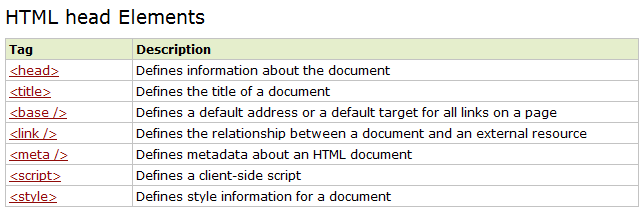 HTML head Elements
Tag Description
<head> Defines information about the document
<title> Defines the title of a document
<base /> Defines a default address or a default target for all links on a page
<link /> Defines the relationship between a document and an external resource
<meta /> Defines metadata about an HTML document
<script> Defines a client-side script
<style> Defines style information for a document